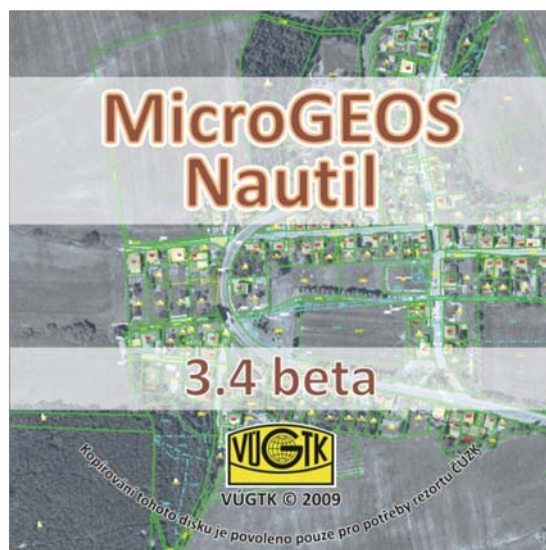 MicroGEOS
Nautil
3.4 beta
VÚGTK
VÚGTK © 2009
Kopírování tohoto disku je povoleno pouze pro potřeby rezortu ČÚZK